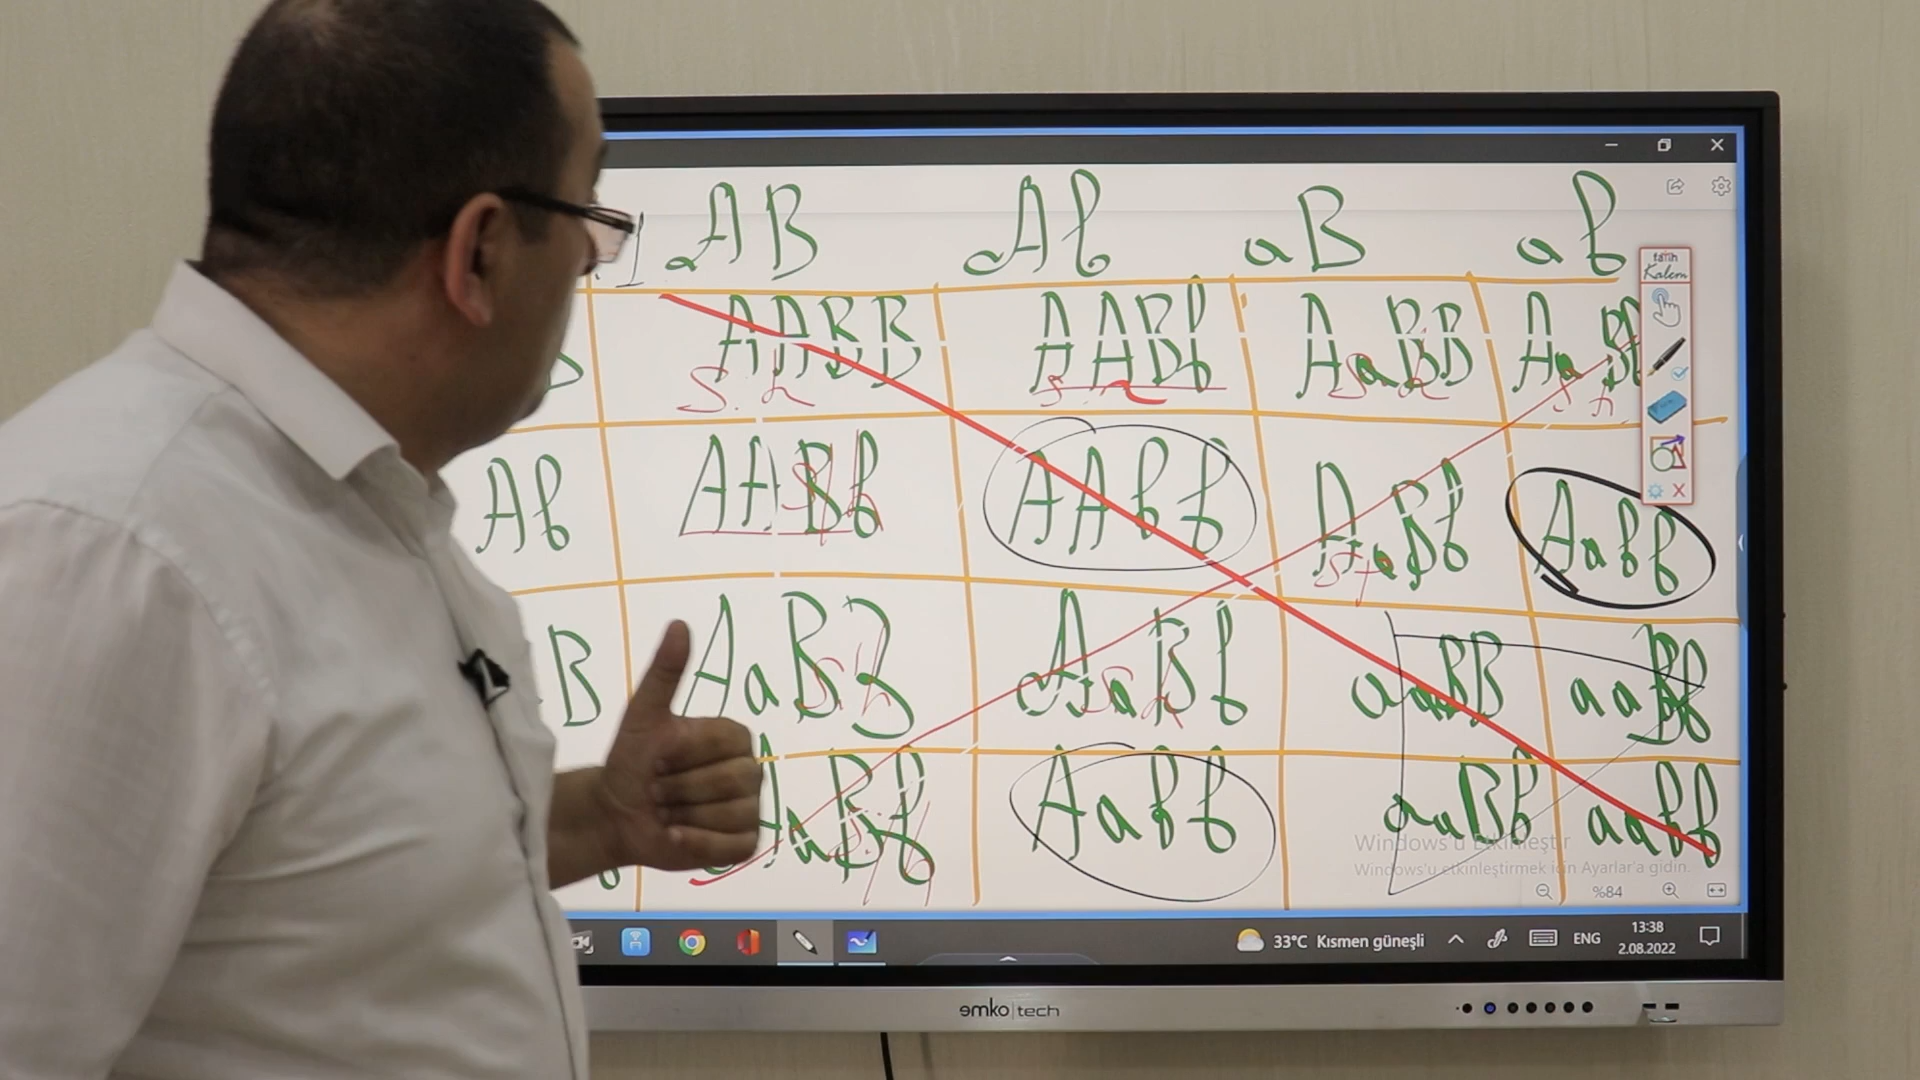 AB Ab aB ab
tarih
Kalem
AABB AABb AaBB Aa
S.h S.h
Ab AABb AAbb AaBb Aabb
B AaBB AaBb aaBB aaBb
AaBb Aabb aaBb aabb
Windows'u Etkinleştir
Windows'u etkinleştirmek için Ayarlar'a gidin.
%84
33°C Kısmen güneşli ENG 13:38
2.08.2022
emko|tech